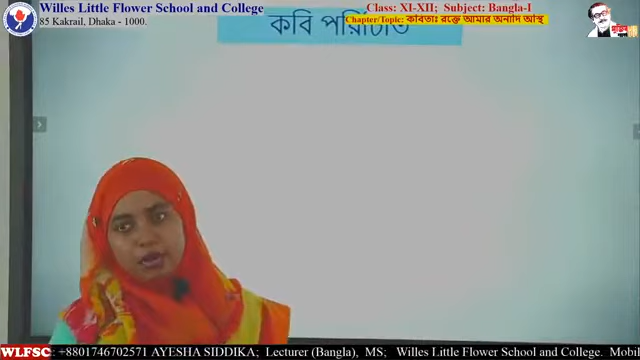 Willes Little Flower School and College
85 Kakrail, Dhaka - 1000.
Class: XI-XII; Subject: Bangla-I
Chapter/Topic: কবিতাঃ রক্তে আমার অনাদি অস্থি
কবি পরিচিতি
WLFSC : +8801746702571 AYESHA SIDDIKA; Lecturer (Bangla), MS; Willes Little Flower School and College. Mobil